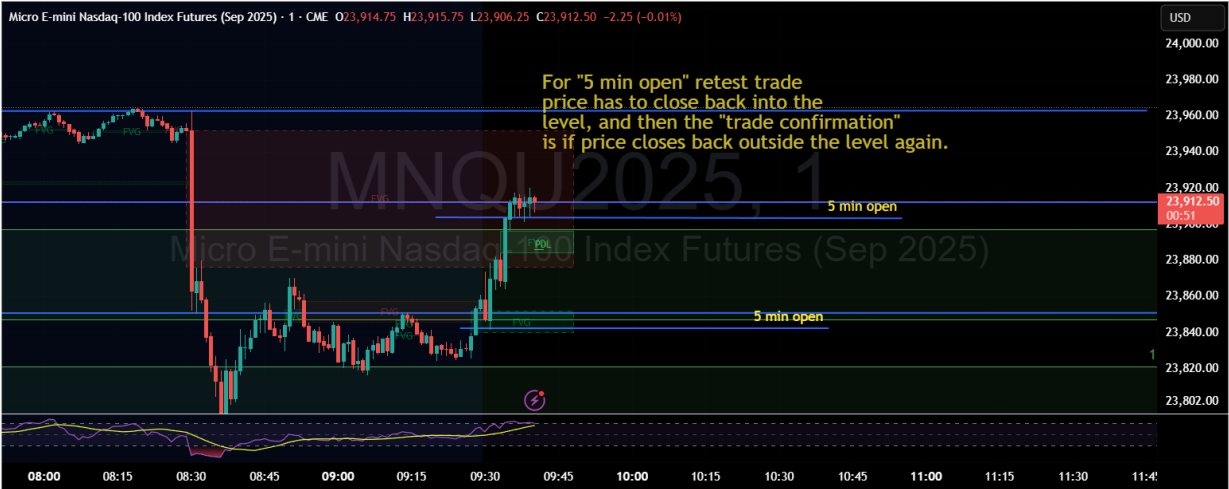 Micro E-mini Nasdaq-100 Index Futures (Sep 2025) · 1 · CME O23,914.75 H23,915.75 L23,906.25 C23,912.50 −2.25 (−0.01%)
USD
24,000.00
23,980.00
For "5 min open" retest trade
price has to close back into the
level, and then the "trade confirmation"
is if price closes back outside the level again.
23,960.00
FVG
FVG
23,940.00
MNQU2025, 1
23,920.00
FVG
5 min open
23,912.50
00:51
23,900.00
Micro E-mini Nasdaq-100 Index Futures (Sep 2025)
PDL
23,880.00
23,860.00
FVG
5 min open
FVG
23,840.00
FVG
1
23,820.00
23,802.00
08:00 08:15 08:30 08:45 09:00 09:15 09:30 09:45 10:00 10:15 10:30 10:45 11:00 11:15 11:30 11:45